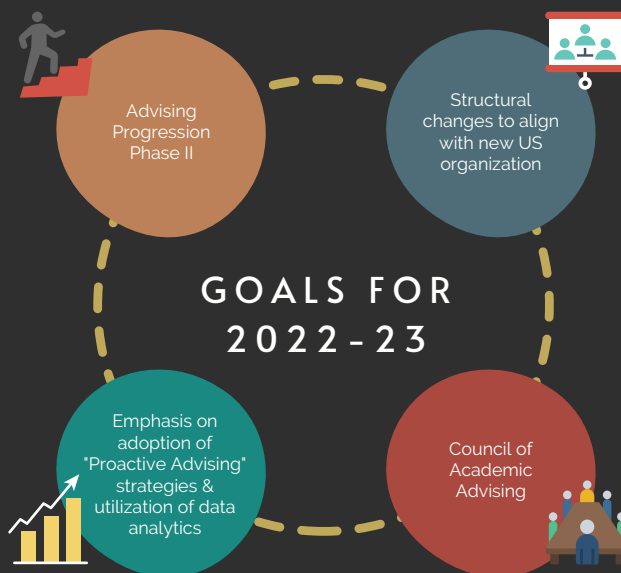 Advising
Progression
Phase II
Structural
changes to align
with new US
organization
GOALS FOR
2022-23
Emphasis on
adoption of
"Proactive Advising"
strategies &
utilization of data
analytics
Council of
Academic
Advising